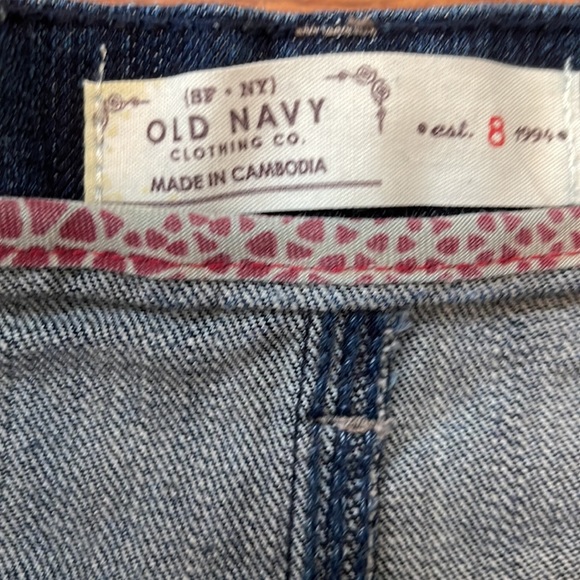 (SF • NY)
OLD NAVY
CLOTHING CO.
MADE IN CAMBODIA
•est. 8 1994•